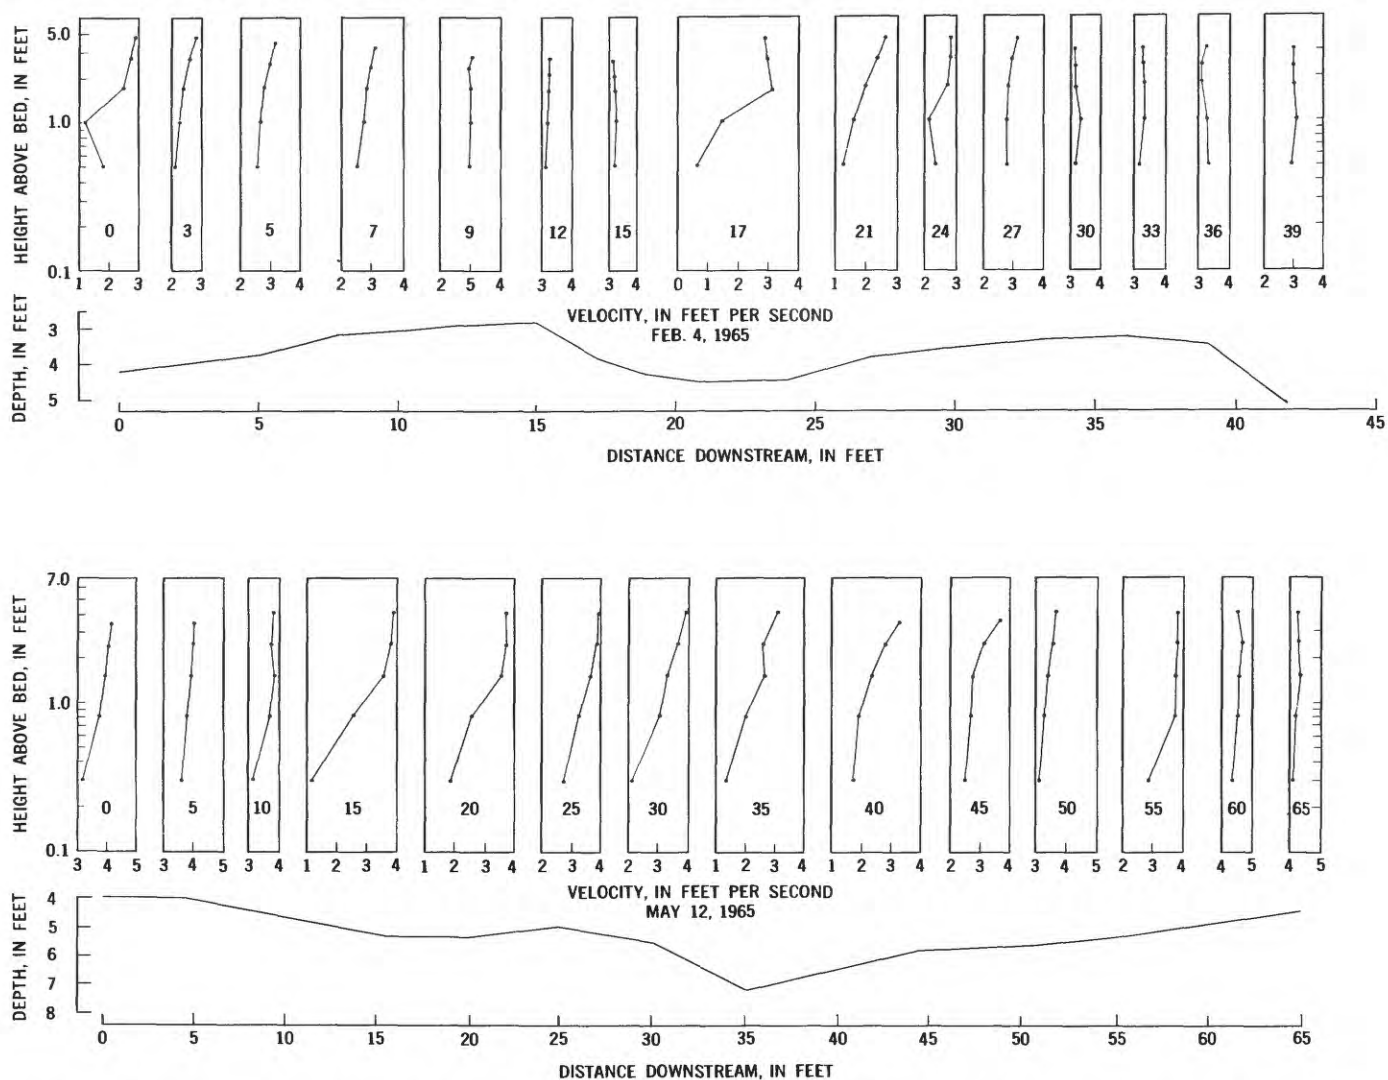 HEIGHT ABOVE BED, IN FEET
5.0
1.0
0.1
0 3 5 7 9 12 15 17 21 24 27 30 33 36 39
1 2 3 2 3 2 3 4 2 3 4 2 5 4 3 4 3 4 0 1 2 3 4 1 2 3 2 3 2 3 4 3 4 3 4 3 4 2 3 4
VELOCITY, IN FEET PER SECOND
FEB. 4, 1965
DEPTH, IN FEET
3
4
5
0 5 10 15 20 25 30 35 40 45
DISTANCE DOWNSTREAM, IN FEET
HEIGHT ABOVE BED, IN FEET
7.0
1.0
0.1
0 5 10 15 20 25 30 35 40 45 50 55 60 65
3 4 5 3 4 5 3 4 1 2 3 4 1 2 3 4 2 3 4 2 3 4 1 2 3 4 1 2 3 4 2 3 4 3 4 5 2 3 4 4 5 4 5
VELOCITY, IN FEET PER SECOND
MAY 12, 1965
DEPTH, IN FEET
4
5
6
7
8
0 5 10 15 20 25 30 35 40 45 50 55 60 65
DISTANCE DOWNSTREAM, IN FEET